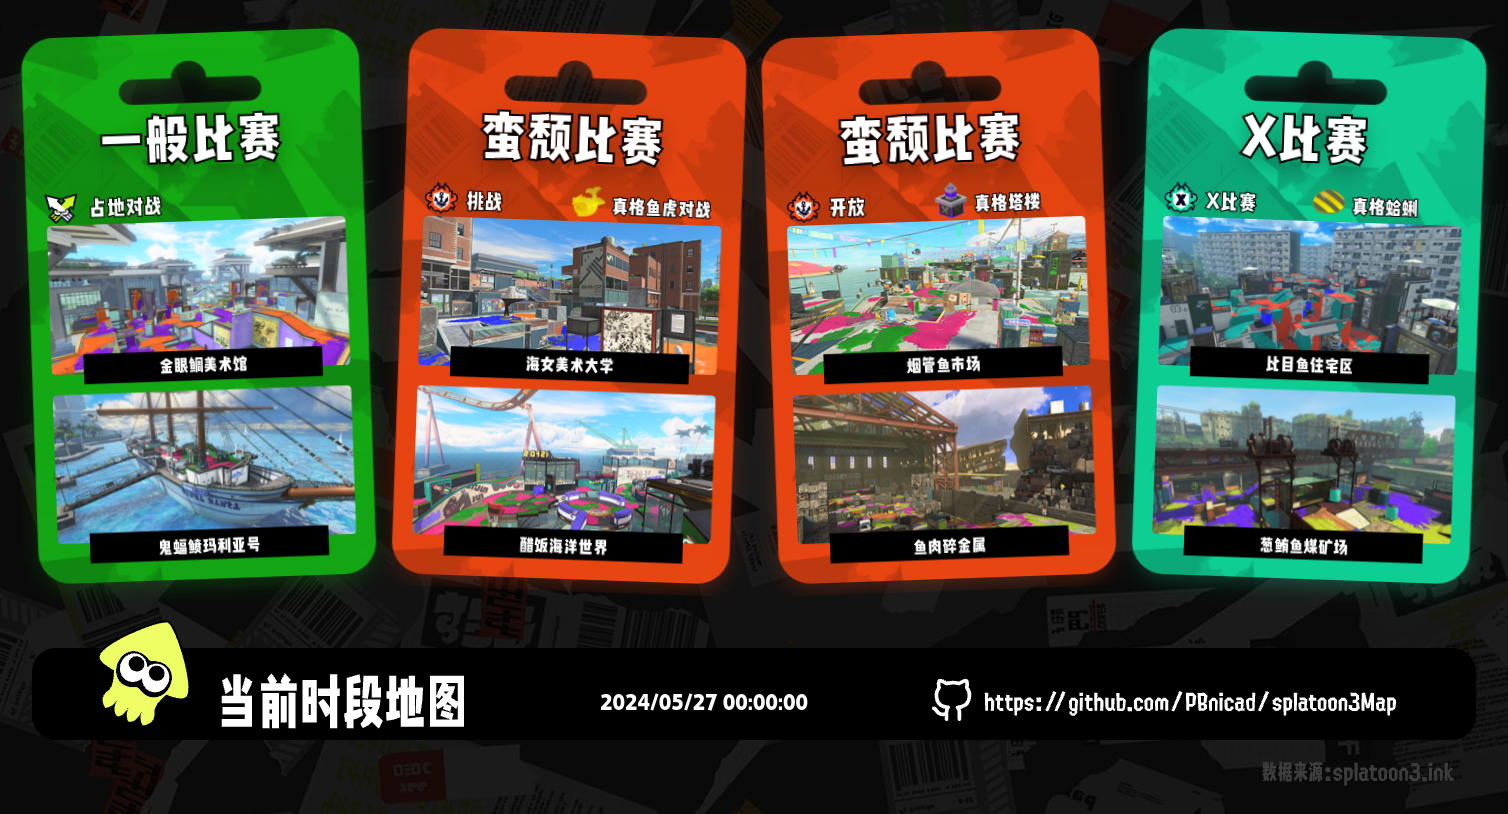 一般比赛
占地对战
金眼鲷美术馆
鬼蝠鲼玛利亚号
蛮颓比赛
挑战
真格鱼虎对战
海女美术大学
醋饭海洋世界
蛮颓比赛
开放
真格塔楼
烟管鱼市场
鱼肉碎金属
X比赛
X比赛
真格蛤蜊
比目鱼住宅区
葱鲔鱼煤矿场
当前时段地图
2024/05/27 00:00:00
https://github.com/PBnicad/splatoon3Map
数据来源:splatoon3.ink